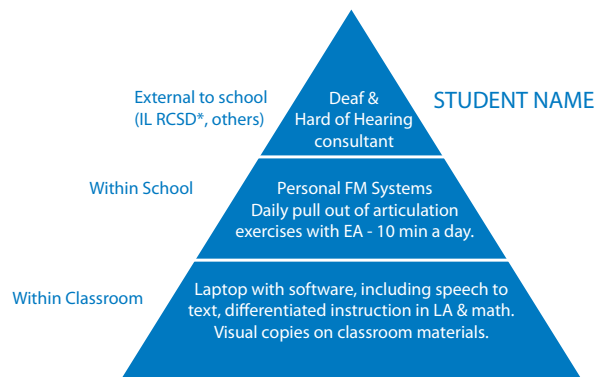 External to school
(IL RCSD*, others)
Deaf &
Hard of Hearing
consultant
STUDENT NAME
Within School
Personal FM Systems
Daily pull out of articulation
exercises with EA - 10 min a day.
Within Classroom
Laptop with software, including speech to
text, differentiated instruction in LA & math.
Visual copies on classroom materials.